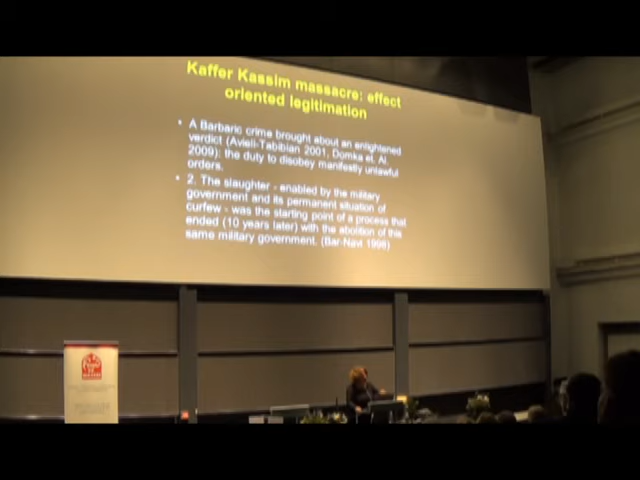 Kaffer Kassim massacre: effect
oriented legitimation
• A Barbaric crime brought about an enlightened
verdict (Avieli-Tabibian 2001, Domka et. Al.
2009): the duty to disobey manifestly unlawful
orders.
• 2. The slaughter - enabled by the military
government and its permanent situation of
curfew - was the starting point of a process that
ended (10 years later) with the abolition of this
same military government. (Bar-Navi 1998)